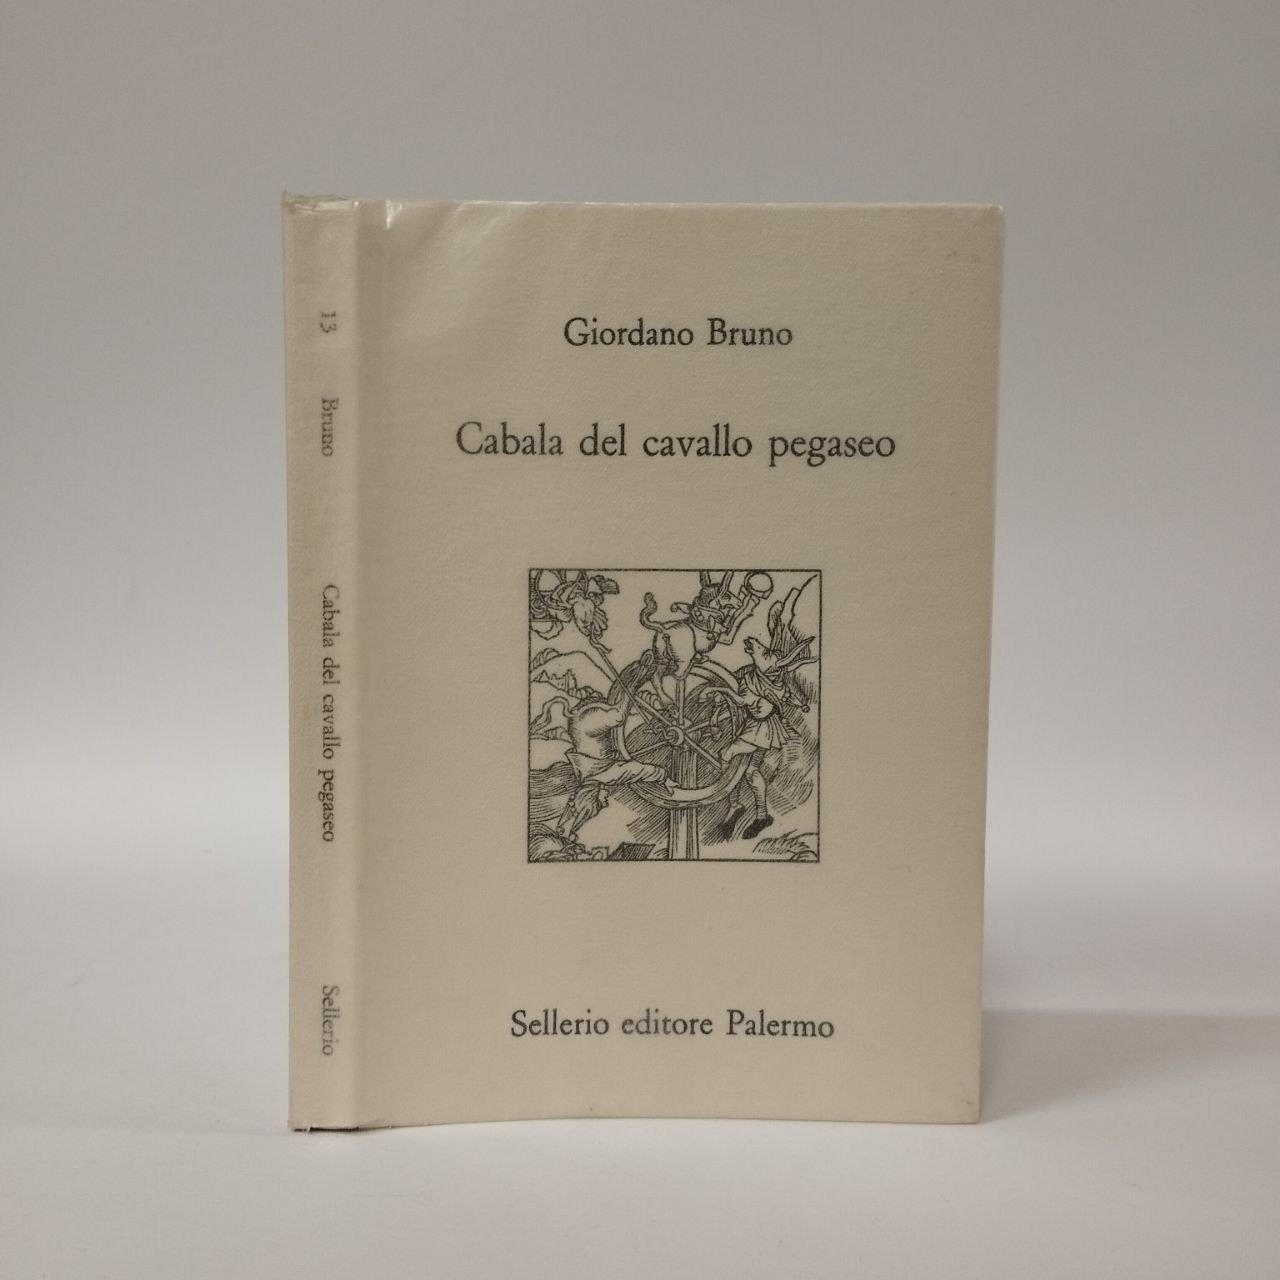 13 Bruno Cabala del cavallo pegaseo Sellerio
Giordano Bruno
Cabala del cavallo pegaseo
Sellerio editore Palermo